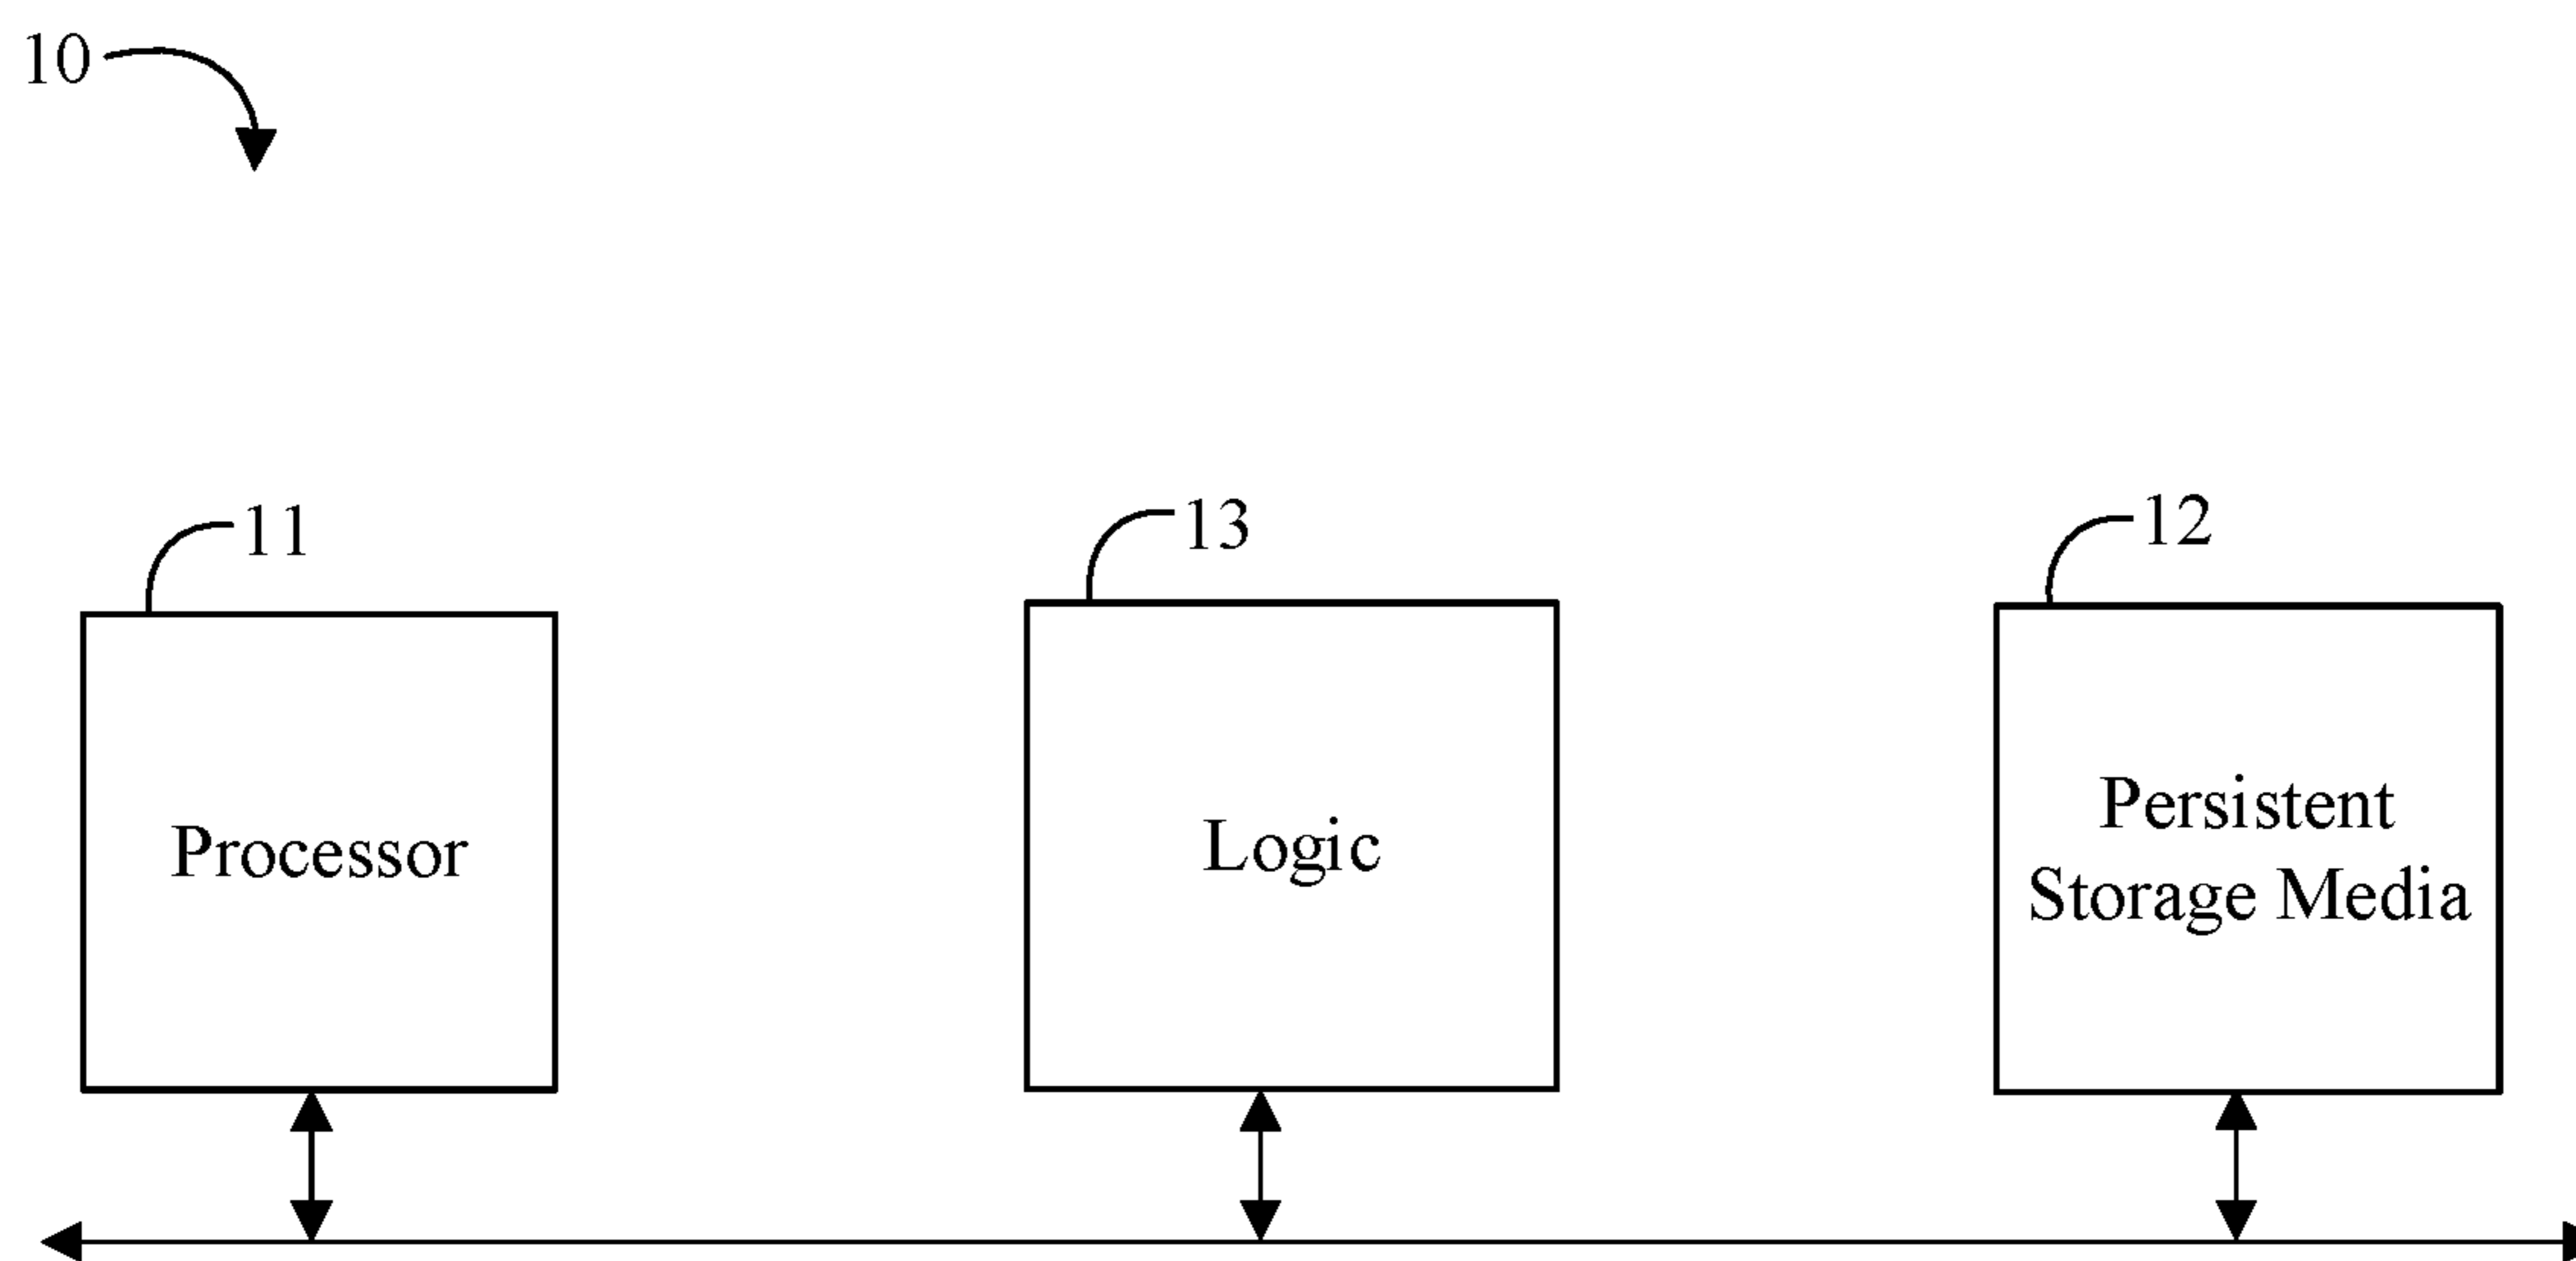 10
11
13
12
Processor
Logic
Persistent
Storage Media